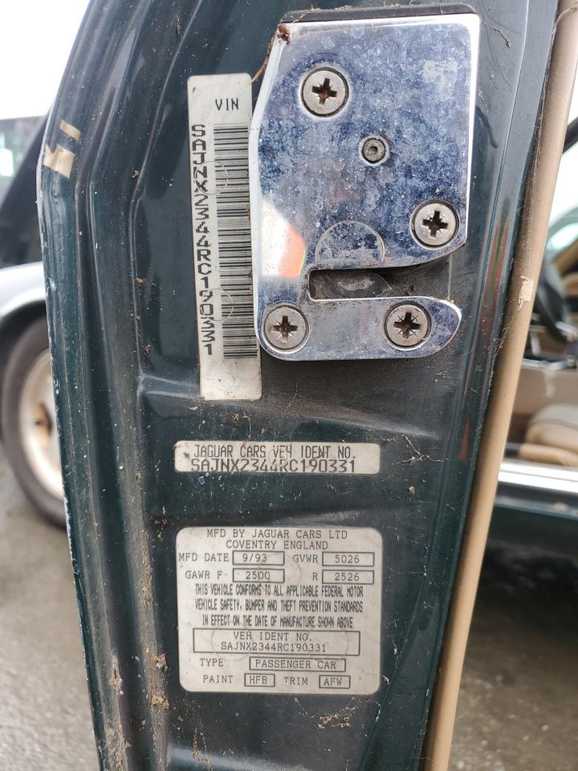 VIN
SAJNX2344RC190331
JAGUAR CARS VEH IDENT NO.
SAJNX2344RC190331
MFD BY JAGUAR CARS LTD
COVENTRY ENGLAND
MFD DATE 9/93 GVWR 5026
GAWR F- 2500 R 2526
THIS VEHICLE CONFORMS TO ALL APPLICABLE FEDERAL MOTOR
VEHICLE SAFETY, BUMPER AND THEFT PREVENTION STANDARDS
IN EFFECT ON THE DATE OF MANUFACTURE SHOWN ABOVE
VEH IDENT NO.
SAJNX2344RC190331
TYPE PASSENGER CAR
PAINT HFB TRIM AFW